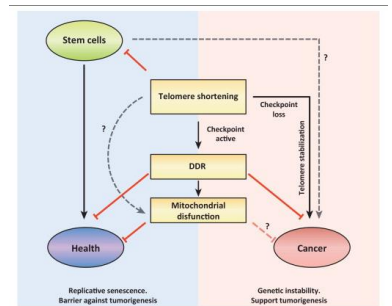 Stem cells
?
Telomere shortening
Checkpoint
loss
?
Checkpoint
active
Telomere stabilization
DDR
Mitochondrial
disfunction
?
Health
Cancer
Replicative senescence.
Barrier against tumorigenesis
Genetic instability.
Support tumorigenesis